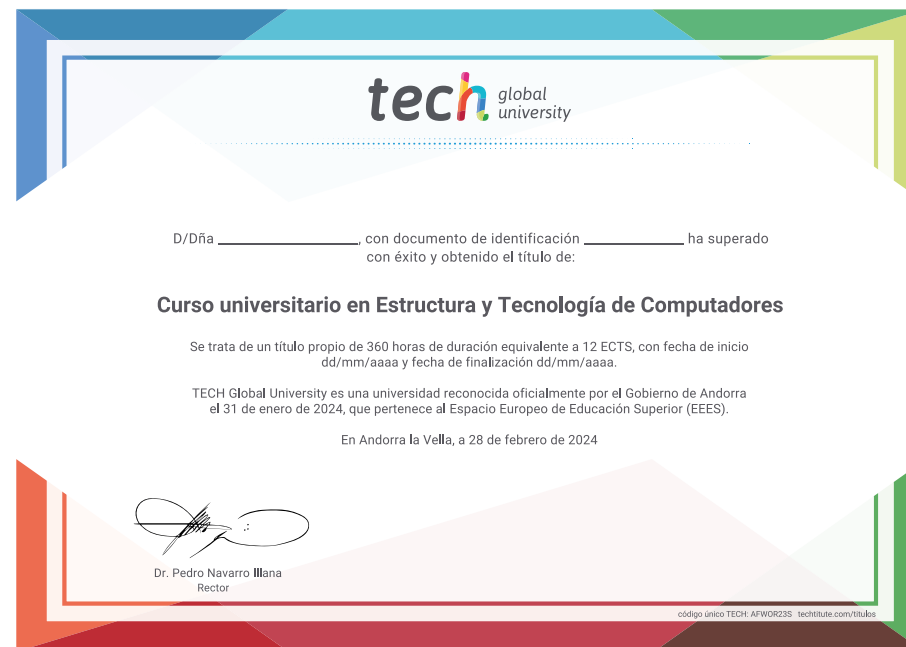 tech global university
D/Dña ____________________, con documento de identificación ______________ ha superado
con éxito y obtenido el título de:
Curso universitario en Estructura y Tecnología de Computadores
Se trata de un título propio de 360 horas de duración equivalente a 12 ECTS, con fecha de inicio
dd/mm/aaaa y fecha de finalización dd/mm/aaaa.
TECH Global University es una universidad reconocida oficialmente por el Gobierno de Andorra
el 31 de enero de 2024, que pertenece al Espacio Europeo de Educación Superior (EEES).
En Andorra la Vella, a 28 de febrero de 2024
Dr. Pedro Navarro Illana
Rector
código único TECH: AFWOR23S techtitute.com/titulos